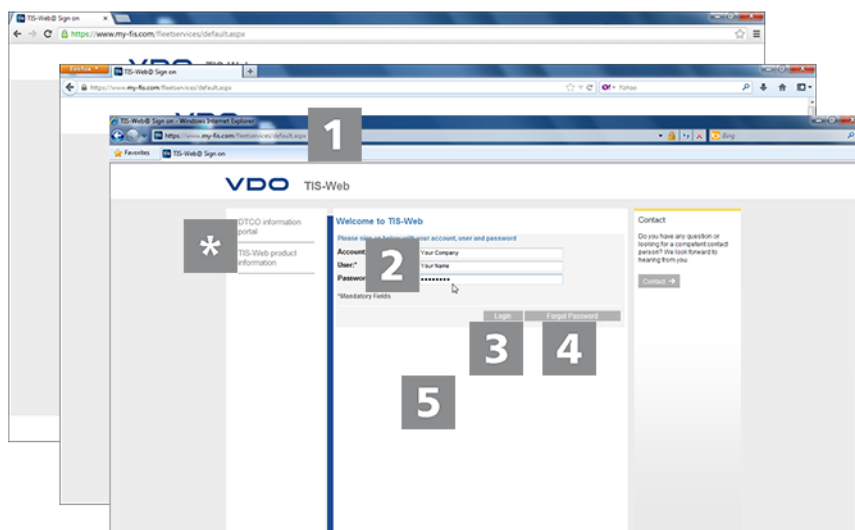 TIS-Web® Sign on
https://www.my-fis.com/fleetservices/default.aspx
Firefox
TIS-Web® Sign on
https://www.my-fis.com/fleetservices/default.aspx
Yahoo
VDO
TIS-Web® Sign on - Windows Internet Explorer
1
https://www.my-fis.com/fleetservices/default.aspx
Bing
Favorites
TIS-Web® Sign on
VDO TIS-Web
*
DTCO information
portal
TIS-Web product
information
Welcome to TIS-Web
Please sign on below with your account, user and password
Account
Your Company
User:*
Your Name
2
Password
••••••••
*Mandatory Fields
Login
Forgot Password
3
4
5
Contact
Do you have any question or
looking for a competent contact
person? We look forward to
hearing from you.
Contact →